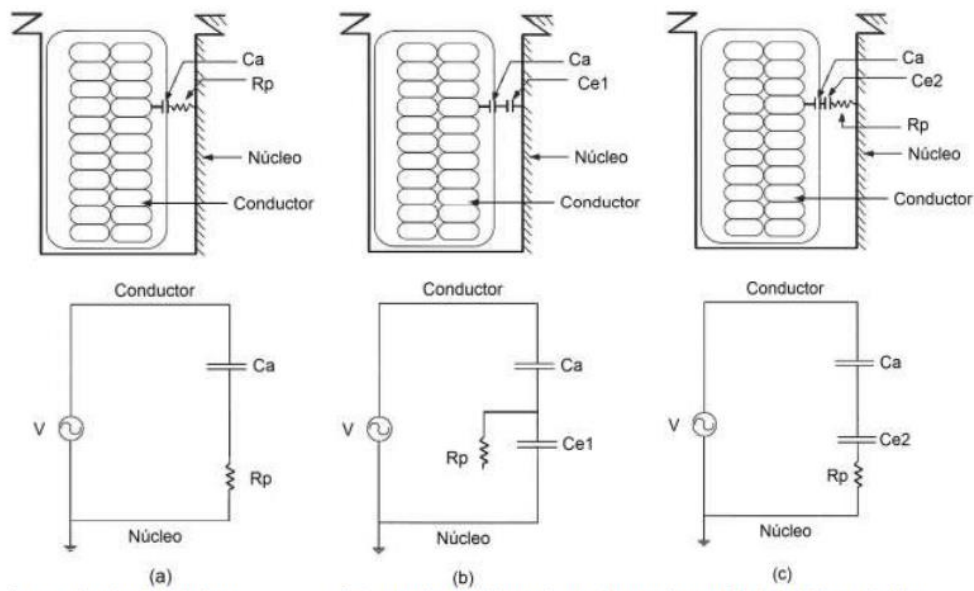 Ca
Rp
Núcleo
Conductor
Ca
Ce1
Núcleo
Conductor
Ca
Ce2
Rp
Núcleo
Conductor
Conductor
Ca
V
Rp
Núcleo
(a)
Conductor
Ca
V
Rp
Ce1
Núcleo
(b)
Conductor
Ca
V
Ce2
Rp
Núcleo
(c)